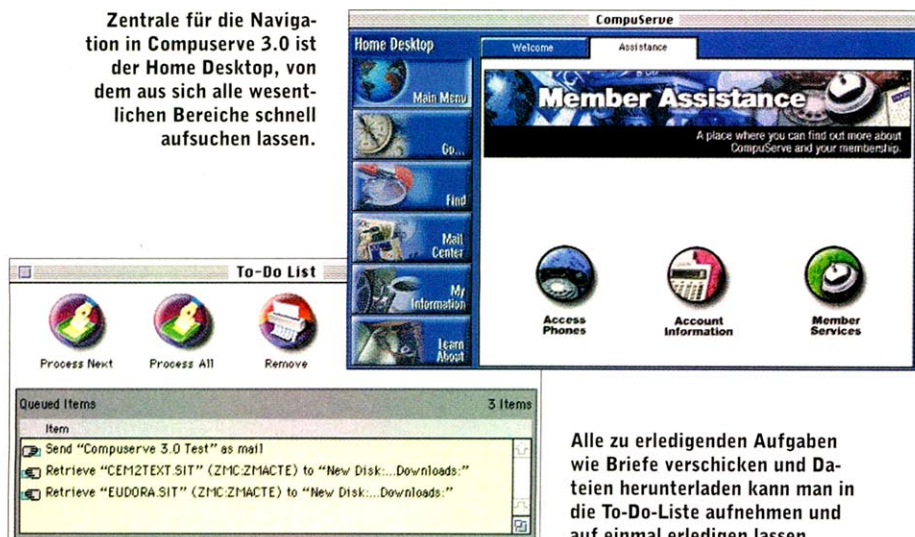 Zentrale für die Naviga-
tion in Compuserve 3.0 ist
der Home Desktop, von
dem aus sich alle wesent-
lichen Bereiche schnell
aufsuchen lassen.
CompuServe
Home Desktop
Welcome
Assistance
Main Menu
Go...
Find
Mail
Center
My
Information
Learn
About
Member Assistance
A place where you can find out more about
CompuServe and your membership.
Access
Phones
Account
Information
Member
Services
To-Do List
Process Next
Process All
Remove
Queued Items
3 Items
Item
Send "Compuserve 3.0 Test" as mail
Retrieve "CEM2TEXT.SIT" (ZMC:ZMACTE) to "New Disk:...Downloads:"
Retrieve "EUDORA.SIT" (ZMC:ZMACTE) to "New Disk:...Downloads:"
Alle zu erledigenden Aufgaben
wie Briefe verschicken und Da-
teien herunterladen kann man in
die To-Do-Liste aufnehmen und
auf einmal erledigen lassen